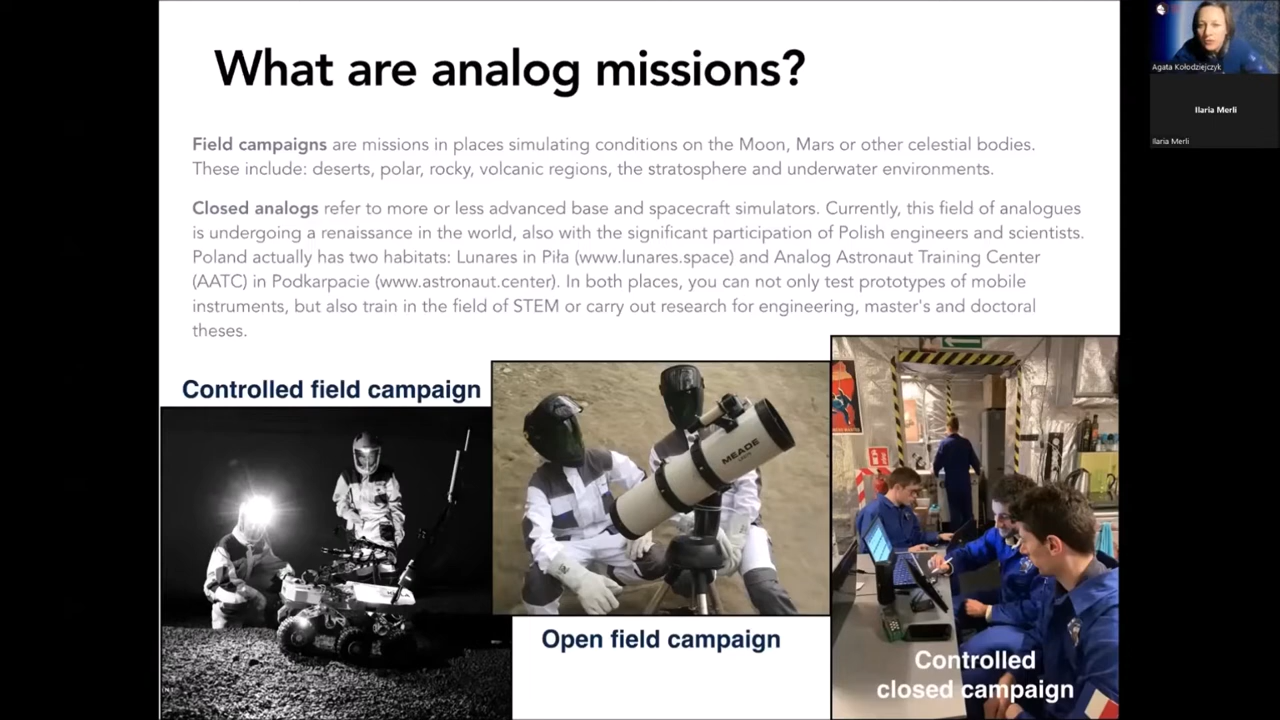 What are analog missions?
Agata Kołodziejczyk
Ilaria Merli
Ilaria Merli
Field campaigns are missions in places simulating conditions on the Moon, Mars or other celestial bodies.
These include: deserts, polar, rocky, volcanic regions, the stratosphere and underwater environments.
Closed analogs refer to more or less advanced base and spacecraft simulators. Currently, this field of analogues
is undergoing a renaissance in the world, also with the significant participation of Polish engineers and scientists.
Poland actually has two habitats: Lunares in Piła (www.lunares.space) and Analog Astronaut Training Center
(AATC) in Podkarpacie (www.astronaut.center). In both places, you can not only test prototypes of mobile
instruments, but also train in the field of STEM or carry out research for engineering, master's and doctoral
theses.
Controlled field campaign
MEADE
Open field campaign
Controlled
closed campaign